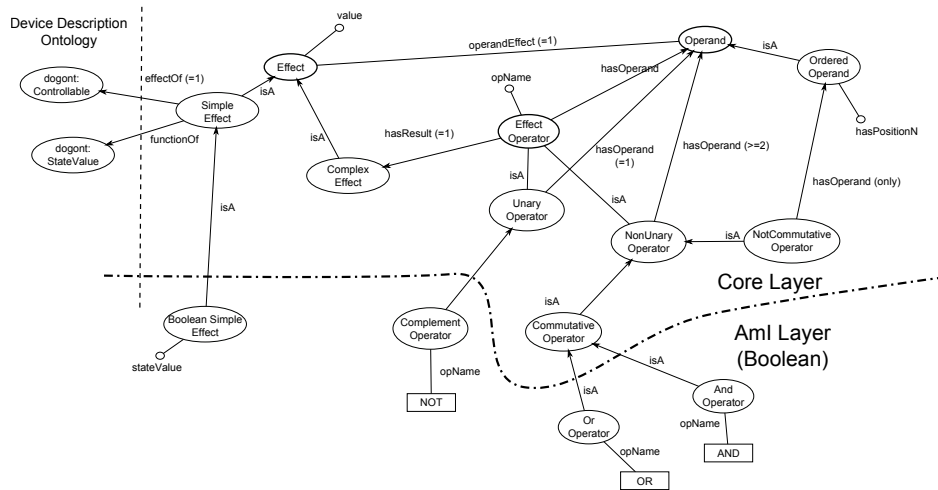 Device Description
Ontology
value
operandEffect (=1)
Operand
isA
Ordered
Operand
Effect
dogont:
Controllable
effectOf (=1)
isA
opName
hasOperand
Simple
Effect
functionOf
hasPositionN
isA
hasResult (=1)
Effect
Operator
dogont:
StateValue
Complex
Effect
hasOperand
(=1)
hasOperand (>=2)
isA
hasOperand (only)
isA
isA
Unary
Operator
NonUnary
Operator
isA
NotCommutative
Operator
Core Layer
isA
Boolean Simple
Effect
Complement
Operator
Commutative
Operator
AmI Layer
(Boolean)
stateValue
isA
opName
isA
And
Operator
NOT
Or
Operator
opName
opName
AND
OR